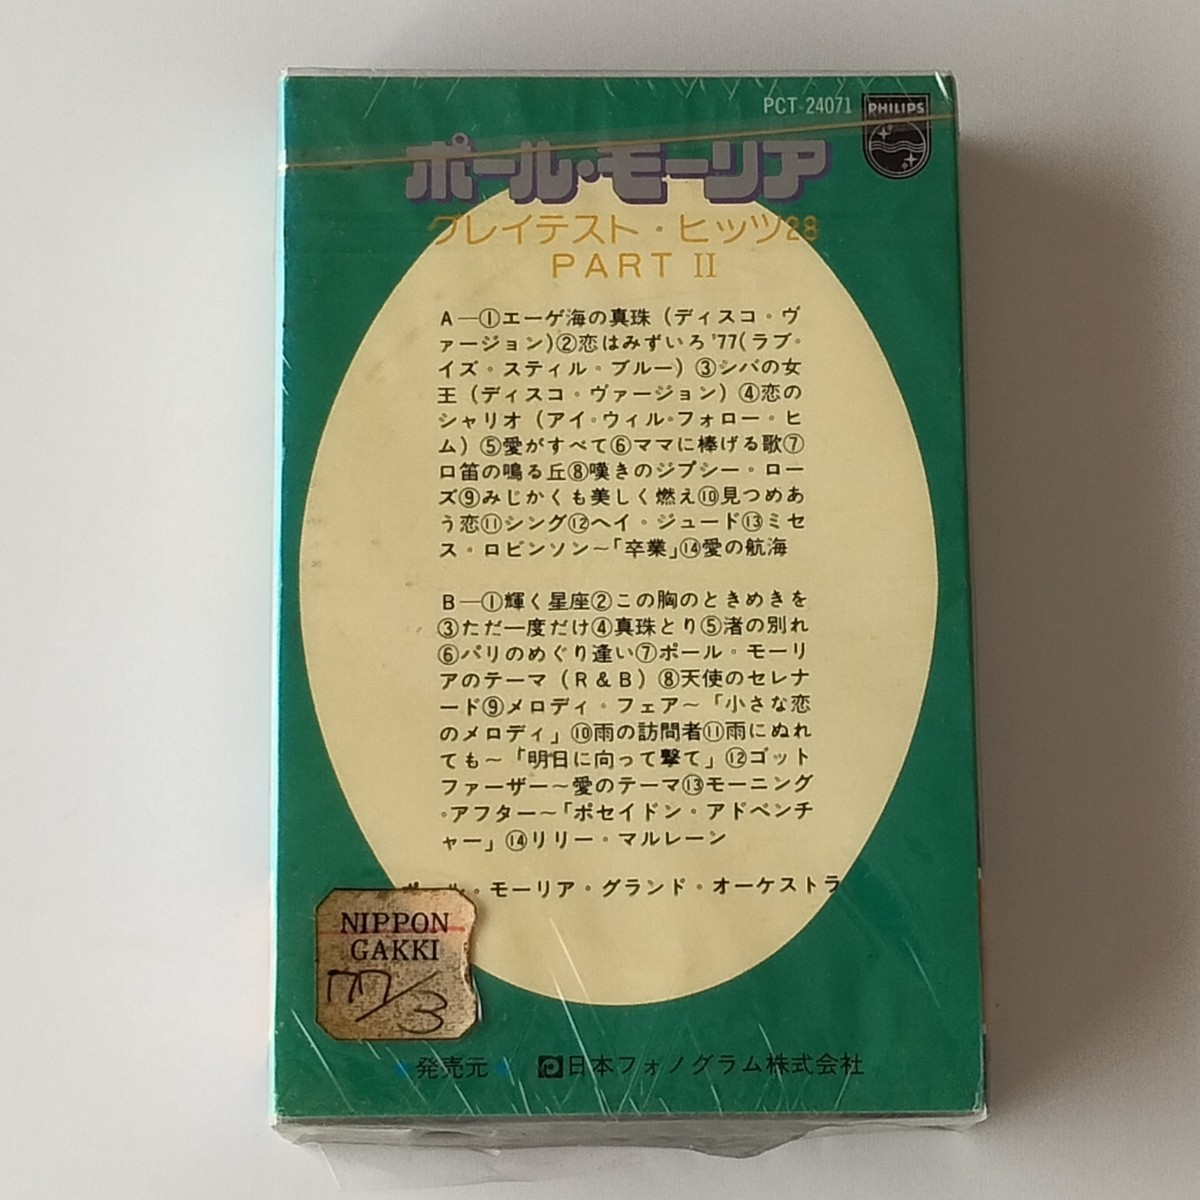 PCT-24071
PHILIPS
ポール・モーリア
グレイテスト・ヒッツ28
PART II
A―①エーゲ海の真珠(ディスコ・ヴ
ァージョン)②恋はみずいろ'77(ラブ・
イズ・スティル・ブルー)③シバの女
王(ディスコ・ヴァージョン)④恋の
シャリオ(アイ・ウィル・フォロー・ヒ
ム)⑤愛がすべて⑥ママに捧げる歌⑦
口笛の鳴る丘⑧嘆きのジプシー・ロー
ズ⑨みじかくも美しく燃え⑩見つめあ
う恋⑪シング⑫ヘイ・ジュード⑬ミセ
ス・ロビンソン~「卒業」⑭愛の航海
B―①輝く星座②この胸のときめきを
③ただ一度だけ④真珠とり⑤渚の別れ
⑥パリのめぐり逢い⑦ポール・モーリ
アのテーマ(R&B)⑧天使のセレナ
ード⑨メロディ・フェア~「小さな恋
のメロディ」⑩雨の訪問者⑪雨にぬれ
ても~「明日に向って撃て」⑫ゴット
ファーザー~愛のテーマ⑬モーニング
・アフター~「ポセイドン・アドベンチ
ャー」⑭リリー・マルレーン
ポール・モーリア・グランド・オーケストラ
NIPPON
GAKKI
77/3
発売元 日本フォノグラム株式会社